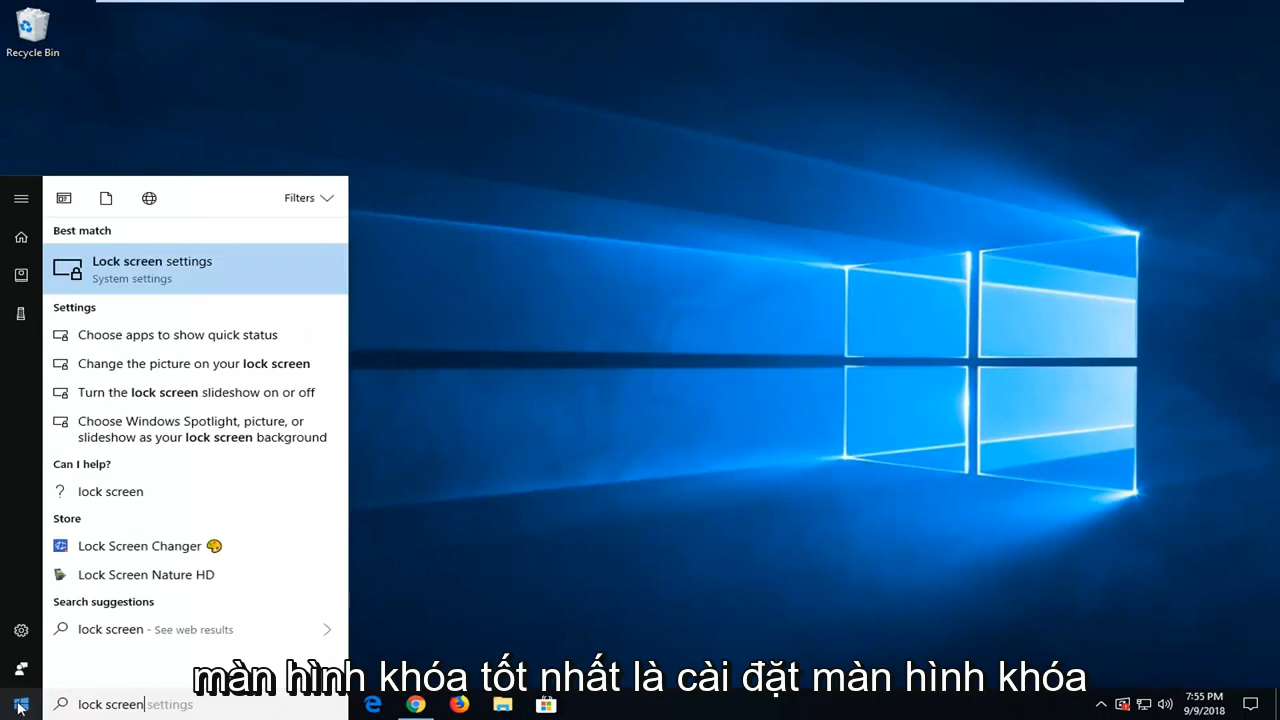 Recycle Bin
Filters
Best match
Lock screen settings
System settings
Settings
Choose apps to show quick status
Change the picture on your lock screen
Turn the lock screen slideshow on or off
Choose Windows Spotlight, picture, or
slideshow as your lock screen background
Can I help?
lock screen
Store
Lock Screen Changer
Lock Screen Nature HD
Search suggestions
lock screen - See web results
màn hình khóa tốt nhất là cài đặt màn hình khóa
lock screen settings
7:55 PM
9/9/2018